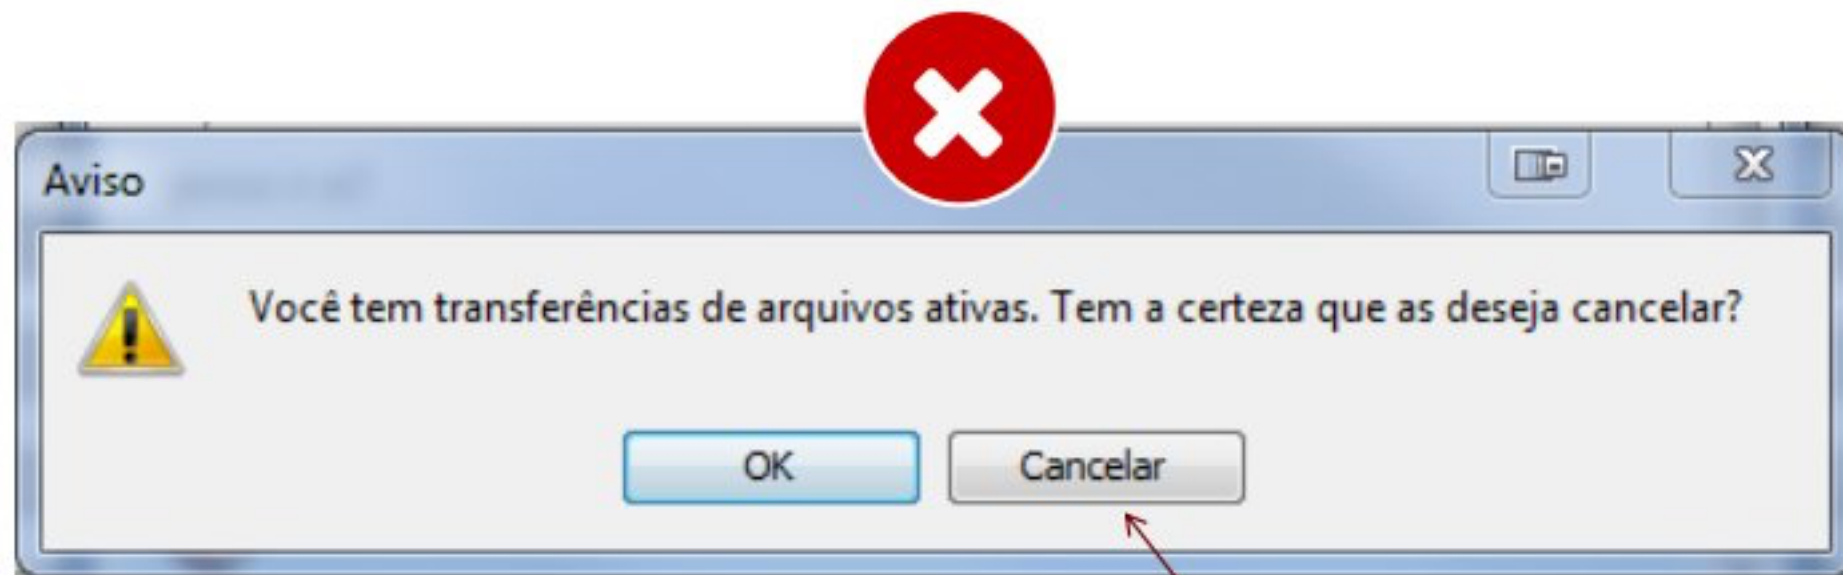 Aviso
Você tem transferências de arquivos ativas. Tem a certeza que as deseja cancelar?
OK
Cancelar